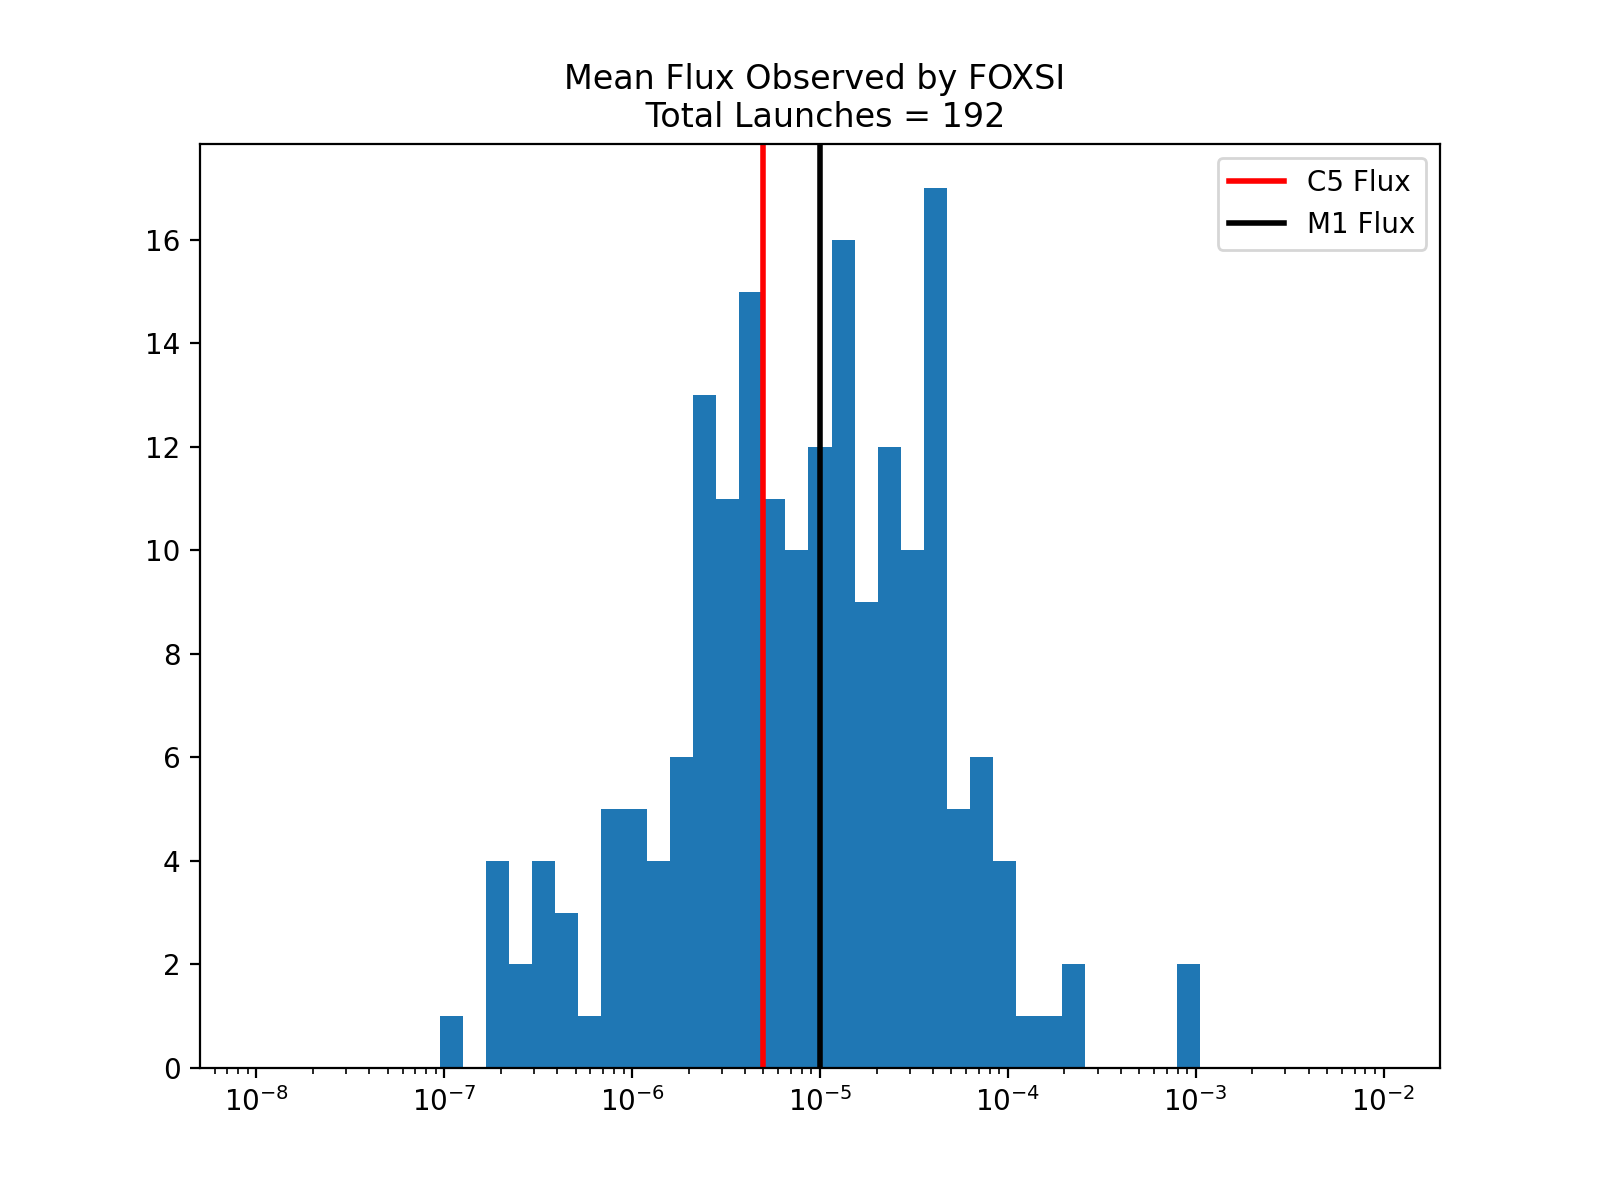 Mean Flux Observed by FOXSI
Total Launches = 192
C5 Flux
M1 Flux
16
14
12
10
8
6
4
2
0
10⁻⁸ 10⁻⁷ 10⁻⁶ 10⁻⁵ 10⁻⁴ 10⁻³ 10⁻²